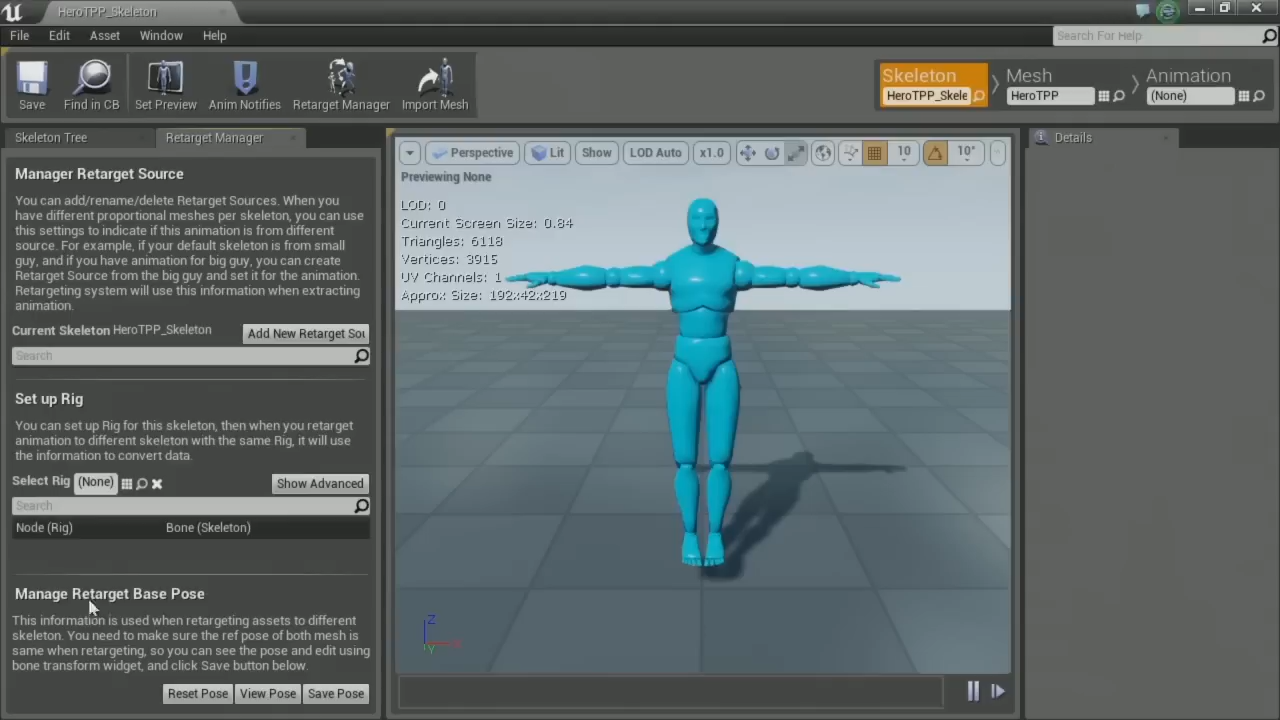 HeroTPP_Skeleton
File Edit Asset Window Help
Search For Help
Save Find in CB Set Preview Anim Notifies Retarget Manager Import Mesh
Skeleton Mesh Animation
HeroTPP_Skele HeroTPP (None)
Skeleton Tree Retarget Manager
Details
Perspective Lit Show LOD Auto x1.0 10 10°
Previewing None
LOD: 0
Current Screen Size: 0.84
Triangles: 6118
Vertices: 3915
UV Channels: 1
Approx Size: 192x42x219
Manager Retarget Source
You can add/rename/delete Retarget Sources. When you
have different proportional meshes per skeleton, you can use
this settings to indicate if this animation is from different
source. For example, if your default skeleton is from small
guy, and if you have animation for big guy, you can create
Retarget Source from the big guy and set it for the animation.
Retargeting system will use this information when extracting
animation.
Current Skeleton HeroTPP_Skeleton Add New Retarget Sou
Search
Set up Rig
You can set up Rig for this skeleton, then when you retarget
animation to different skeleton with the same Rig, it will use
the information to convert data.
Select Rig (None) Show Advanced
Search
Node (Rig) Bone (Skeleton)
Manage Retarget Base Pose
This information is used when retargeting assets to different
skeleton. You need to make sure the ref pose of both mesh is
same when retargeting, so you can see the pose and edit using
bone transform widget, and click Save button below.
Reset Pose View Pose Save Pose
Z
X
Y